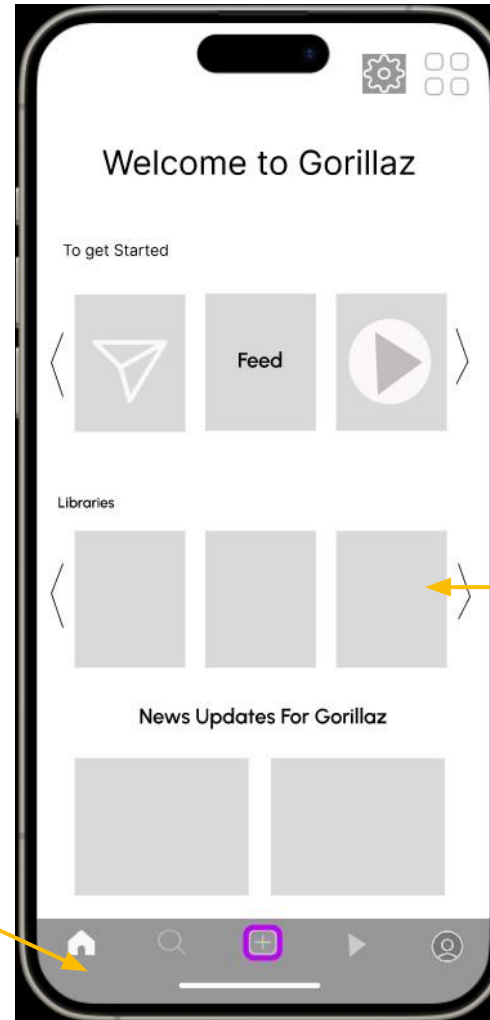 Welcome to Gorillaz
To get Started
Feed
Libraries
News Updates For Gorillaz